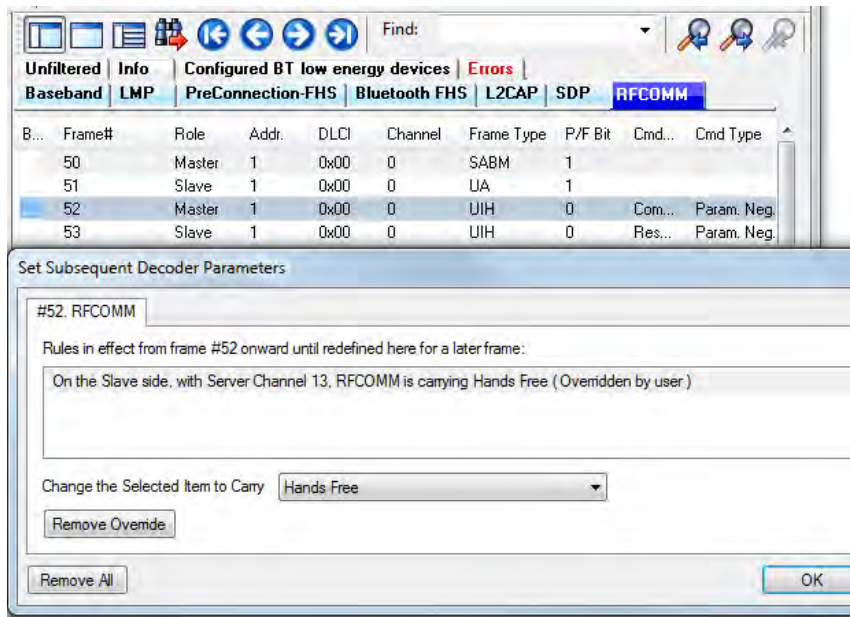 Find:
Unfiltered Info Configured BT low energy devices Errors
Baseband LMP PreConnection-FHS Bluetooth FHS L2CAP SDP RFCOMM
B... Frame# Role Addr. DLCI Channel Frame Type P/F Bit Cmd... Cmd Type
50 Master 1 0x00 0 SABM 1
51 Slave 1 0x00 0 UA 1
52 Master 1 0x00 0 UIH 0 Com... Param. Neg.
53 Slave 1 0x00 0 UIH 0 Res... Param. Neg.
Set Subsequent Decoder Parameters
#52. RFCOMM
Rules in effect from frame #52 onward until redefined here for a later frame:
On the Slave side, with Server Channel 13, RFCOMM is carrying Hands Free ( Overridden by user )
Change the Selected Item to Carry Hands Free
Remove Override
Remove All OK